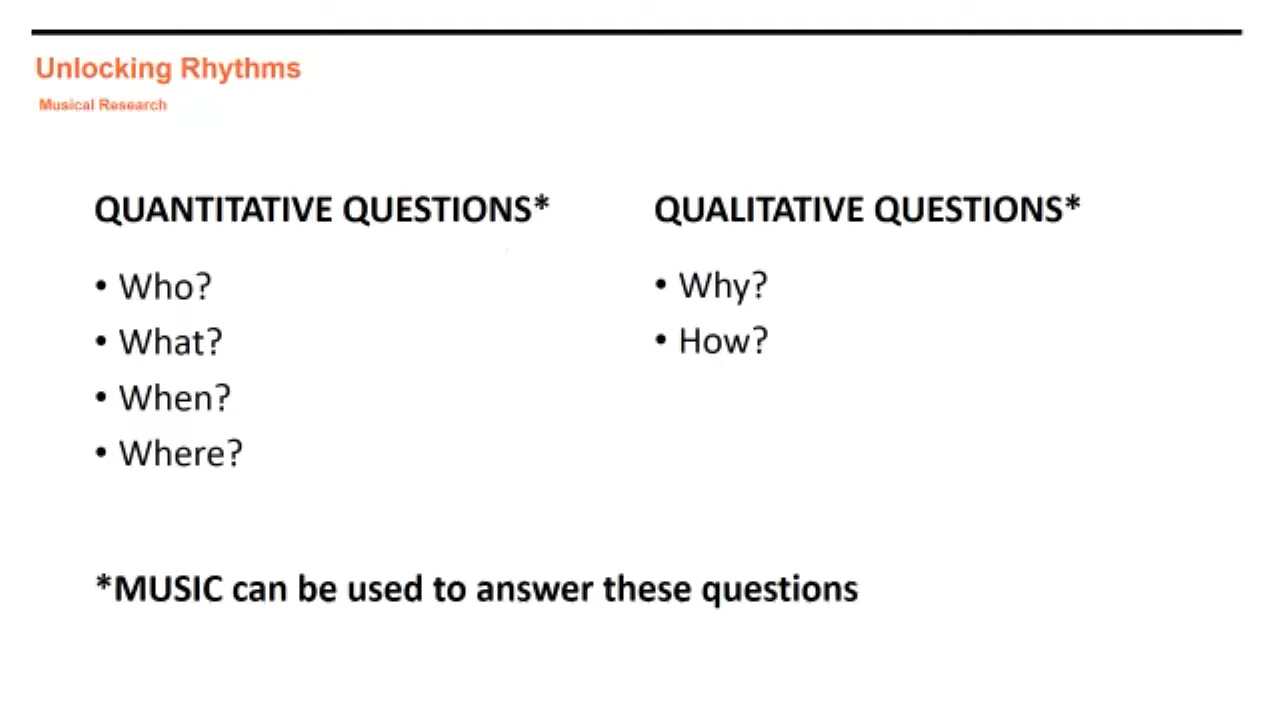 Unlocking Rhythms
Musical Research
QUANTITATIVE QUESTIONS*
• Who?
• What?
• When?
• Where?
QUALITATIVE QUESTIONS*
• Why?
• How?
*MUSIC can be used to answer these questions